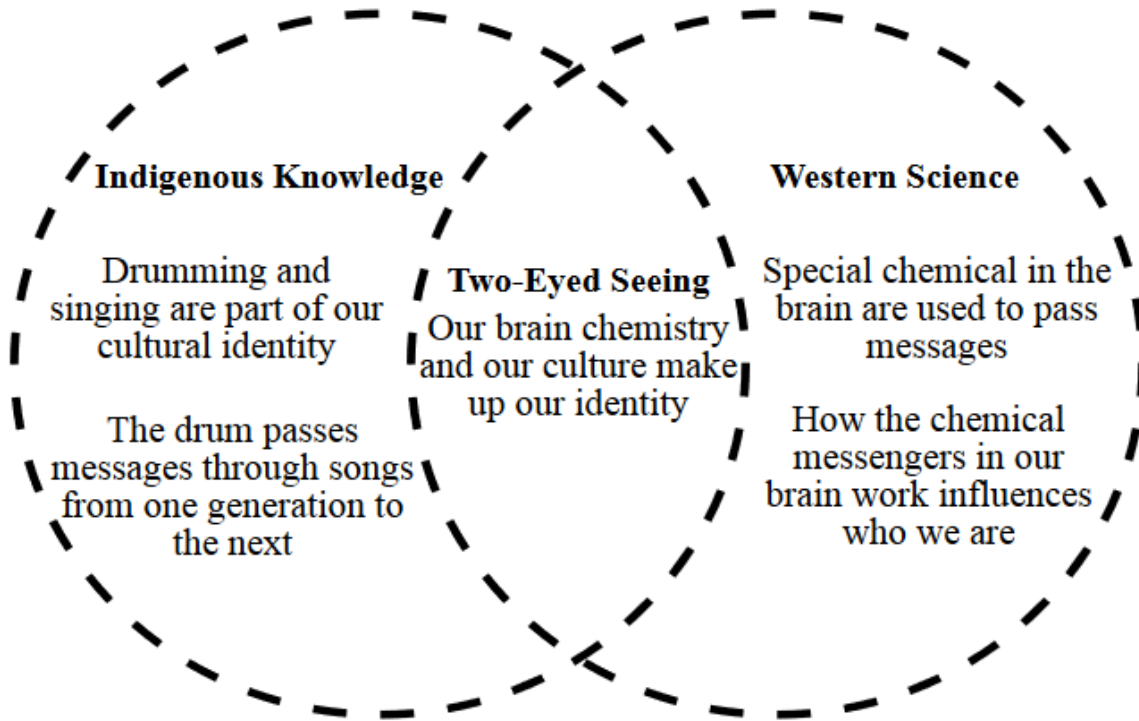 Indigenous Knowledge
Drumming and
singing are part of our
cultural identity
The drum passes
messages through songs
from one generation to
the next
Two-Eyed Seeing
Our brain chemistry
and our culture make
up our identity
Western Science
Special chemical in the
brain are used to pass
messages
How the chemical
messengers in our
brain work influences
who we are